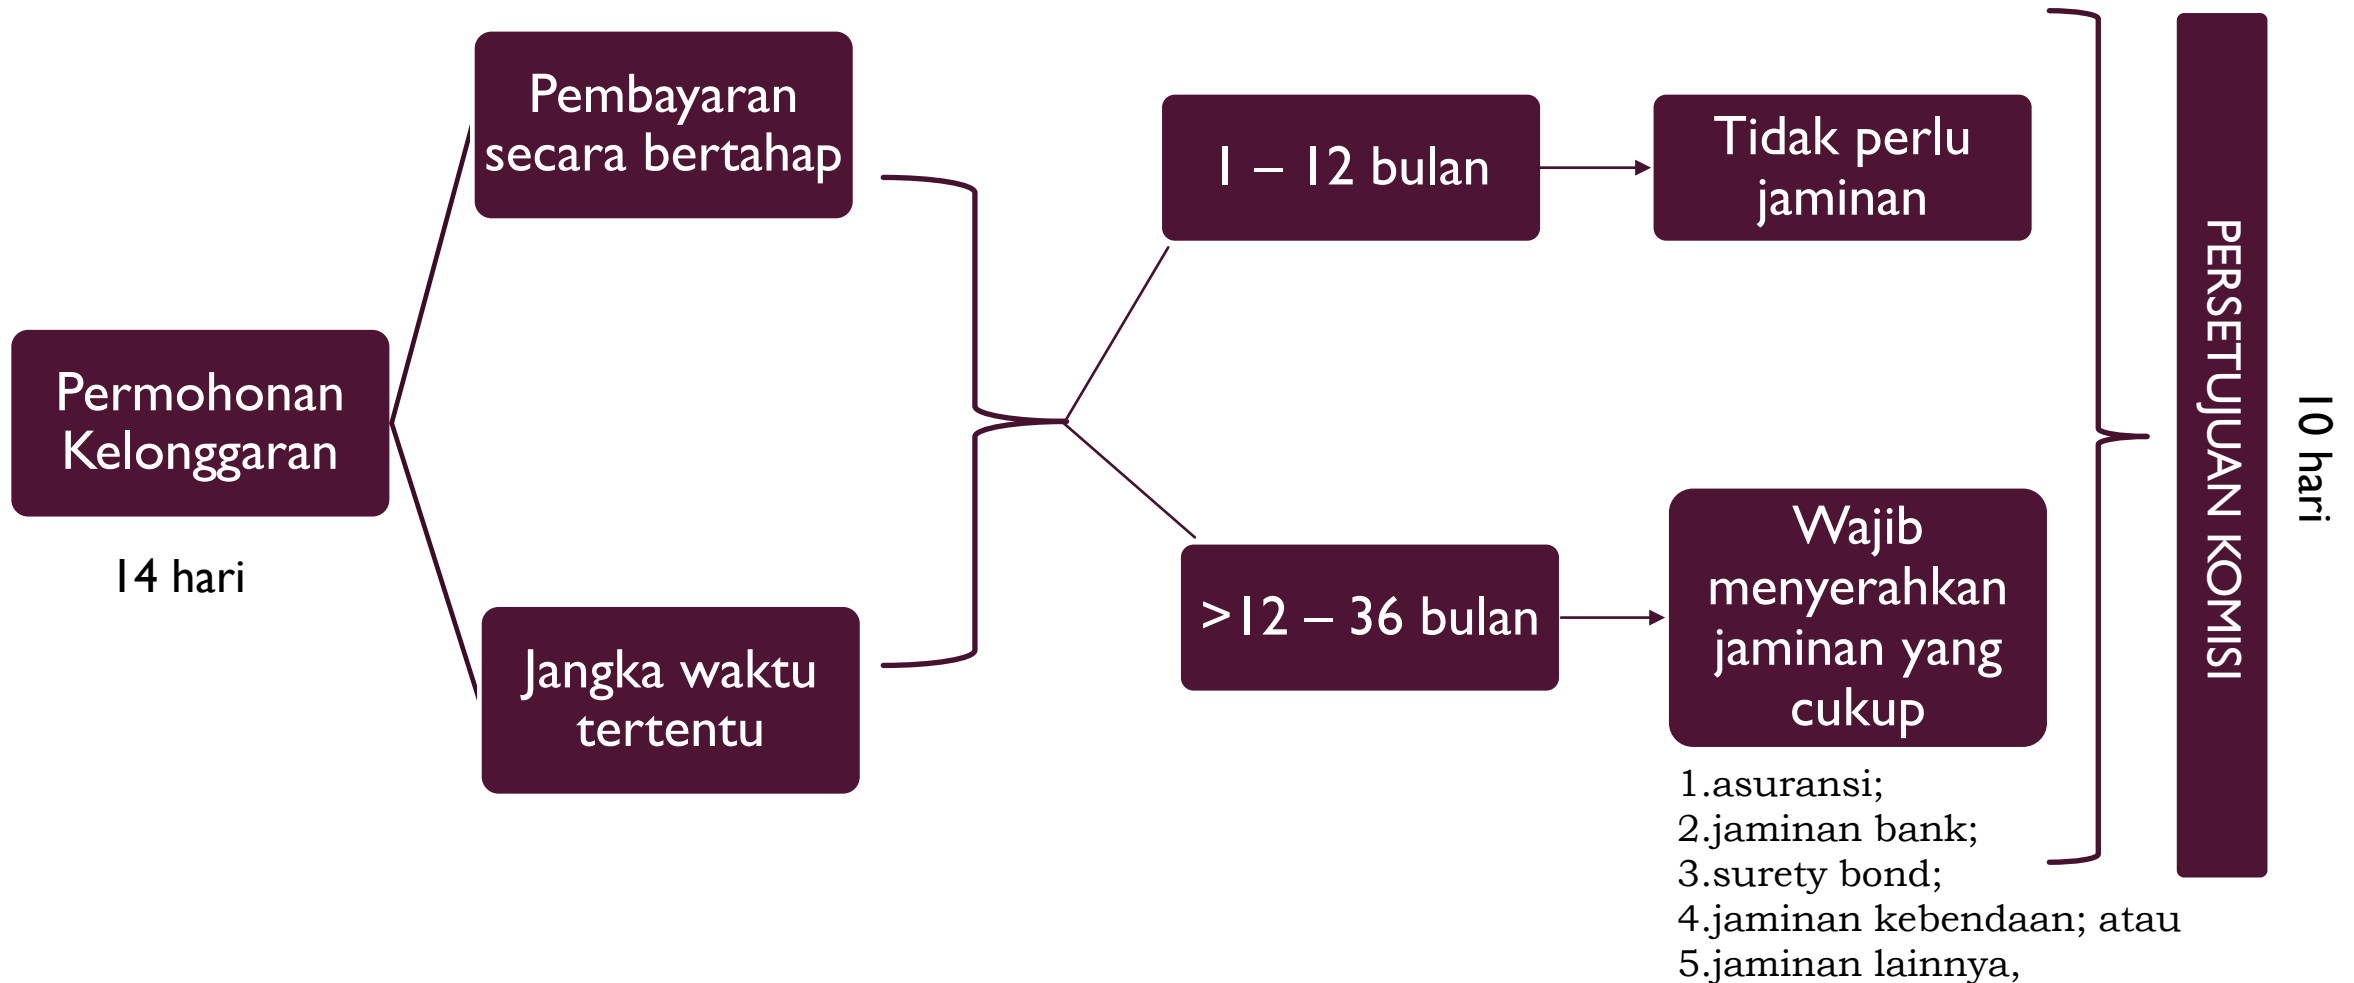 Permohonan
Kelonggaran
14 hari
Pembayaran
secara bertahap
Jangka waktu
tertentu
1 – 12 bulan
Tidak perlu
jaminan
>12 – 36 bulan
Wajib
menyerahkan
jaminan yang
cukup
1.asuransi;
2.jaminan bank;
3.surety bond;
4.jaminan kebendaan; atau
5.jaminan lainnya,
PERSETUJUAN KOMISI
10 hari